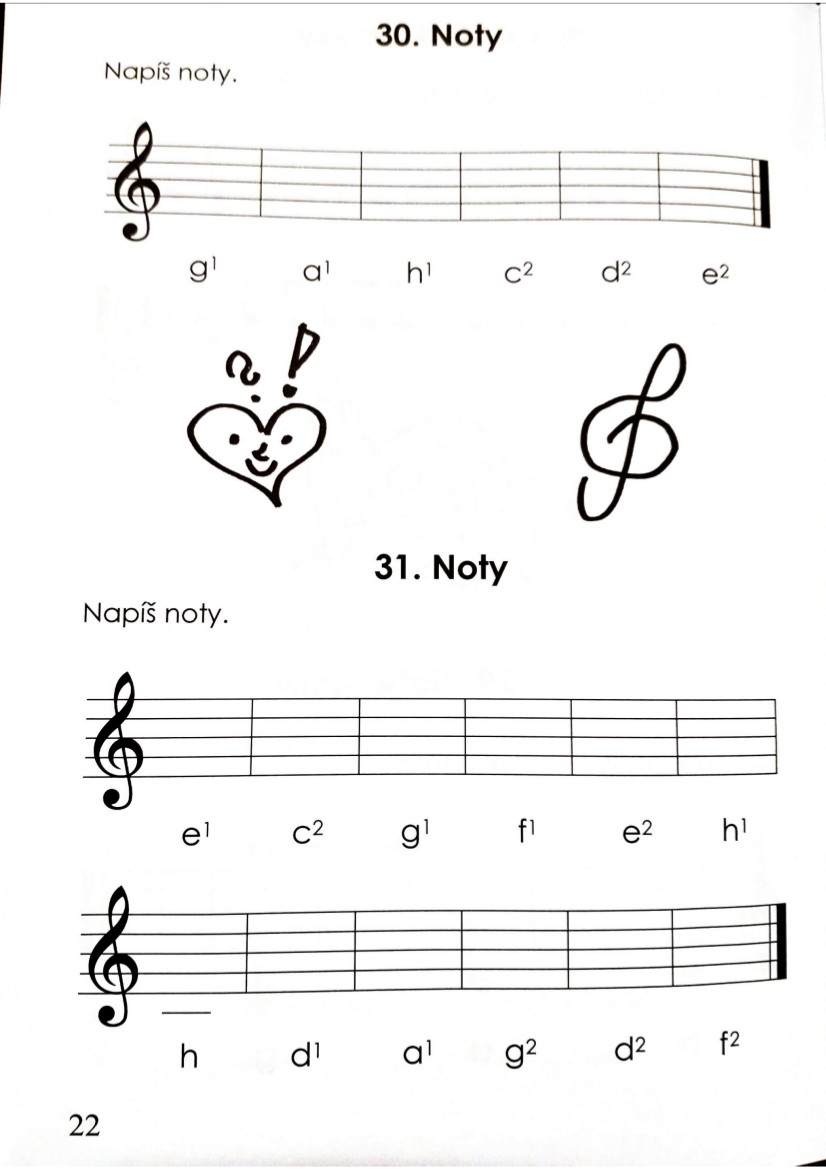 30. Noty
Napíš noty.
g¹ a¹ h¹ c² d² e²
?!
31. Noty
Napíš noty.
e¹ c² g¹ f¹ e² h¹
h d¹ a¹ g² d² f²
22